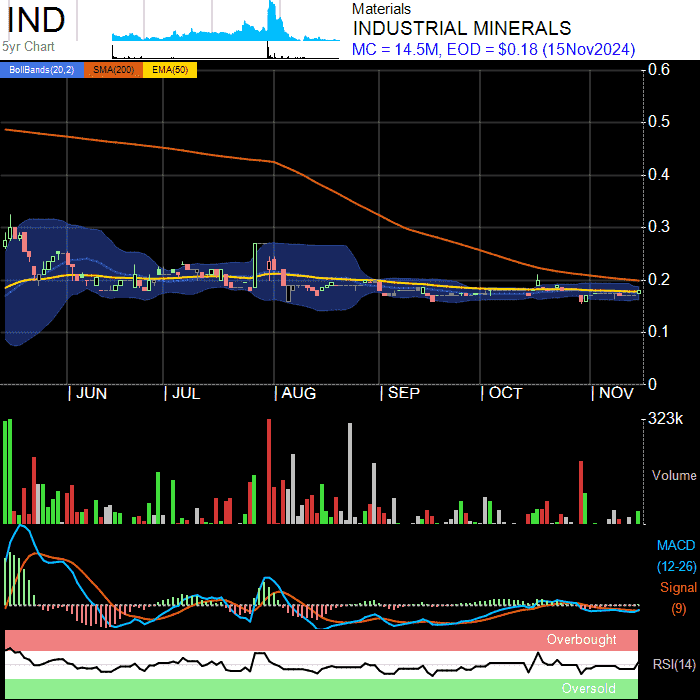 IND
5yr Chart
Materials
INDUSTRIAL MINERALS
MC = 14.5M, EOD = $0.18 (15Nov2024)
BollBands(20,2) SMA(200) EMA(50)
0.6
0.5
0.4
0.3
0.2
0.1
0
JUN JUL AUG SEP OCT NOV
323k
Volume
MACD
(12-26)
Signal
(9)
Overbought
RSI(14)
Oversold